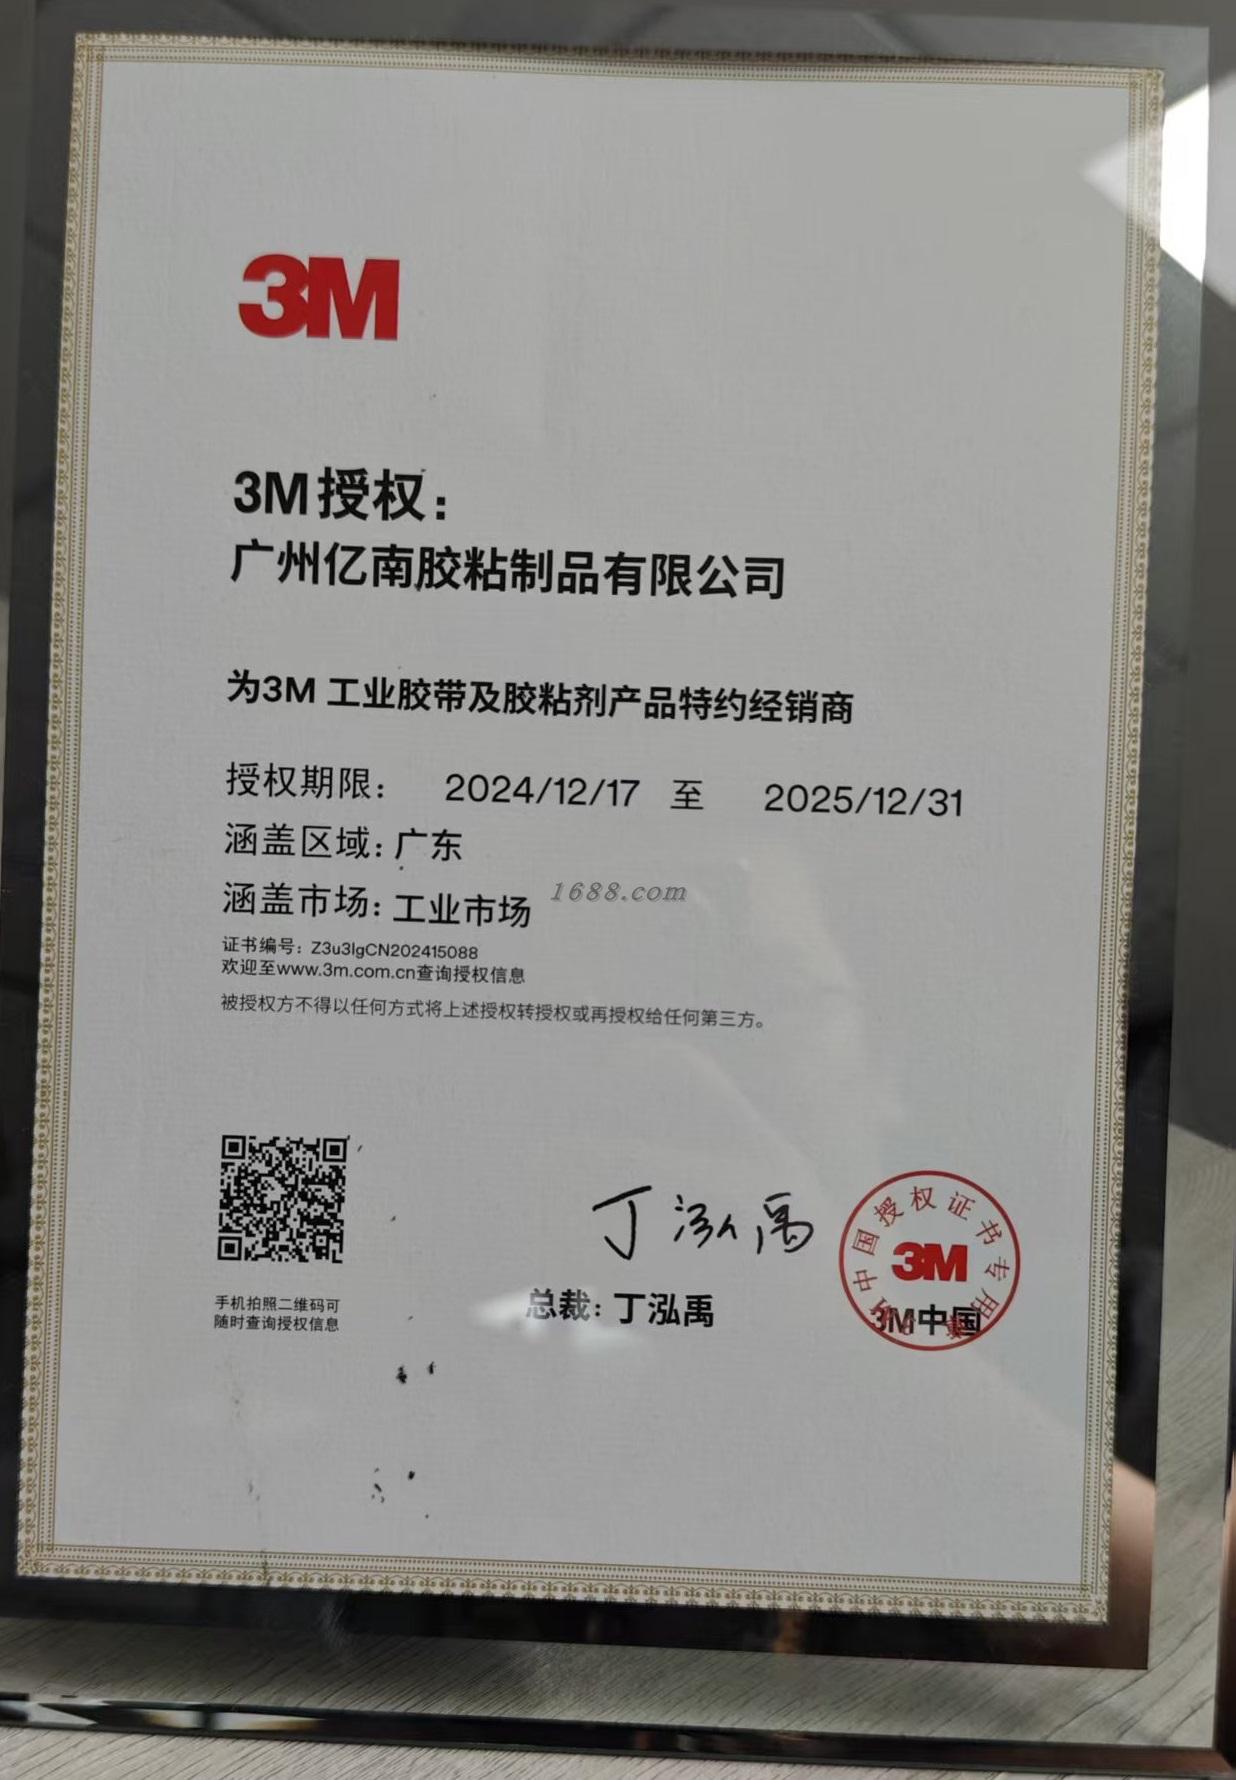 3M
3M授权：
广州亿南胶粘制品有限公司
为3M 工业胶带及胶粘剂产品特约经销商
授权期限： 2024/12/17 至 2025/12/31
涵盖区域：广东
涵盖市场：工业市场
1688.com
证书编号：Z3u3lgCN202415088
欢迎至www.3m.com.cn查询授权信息
被授权方不得以任何方式将上述授权转授权或再授权给任何第三方。
丁泓禹
总裁：丁泓禹
中国授权证书专用章
3M
3M中国
手机拍照二维码可
随时查询授权信息